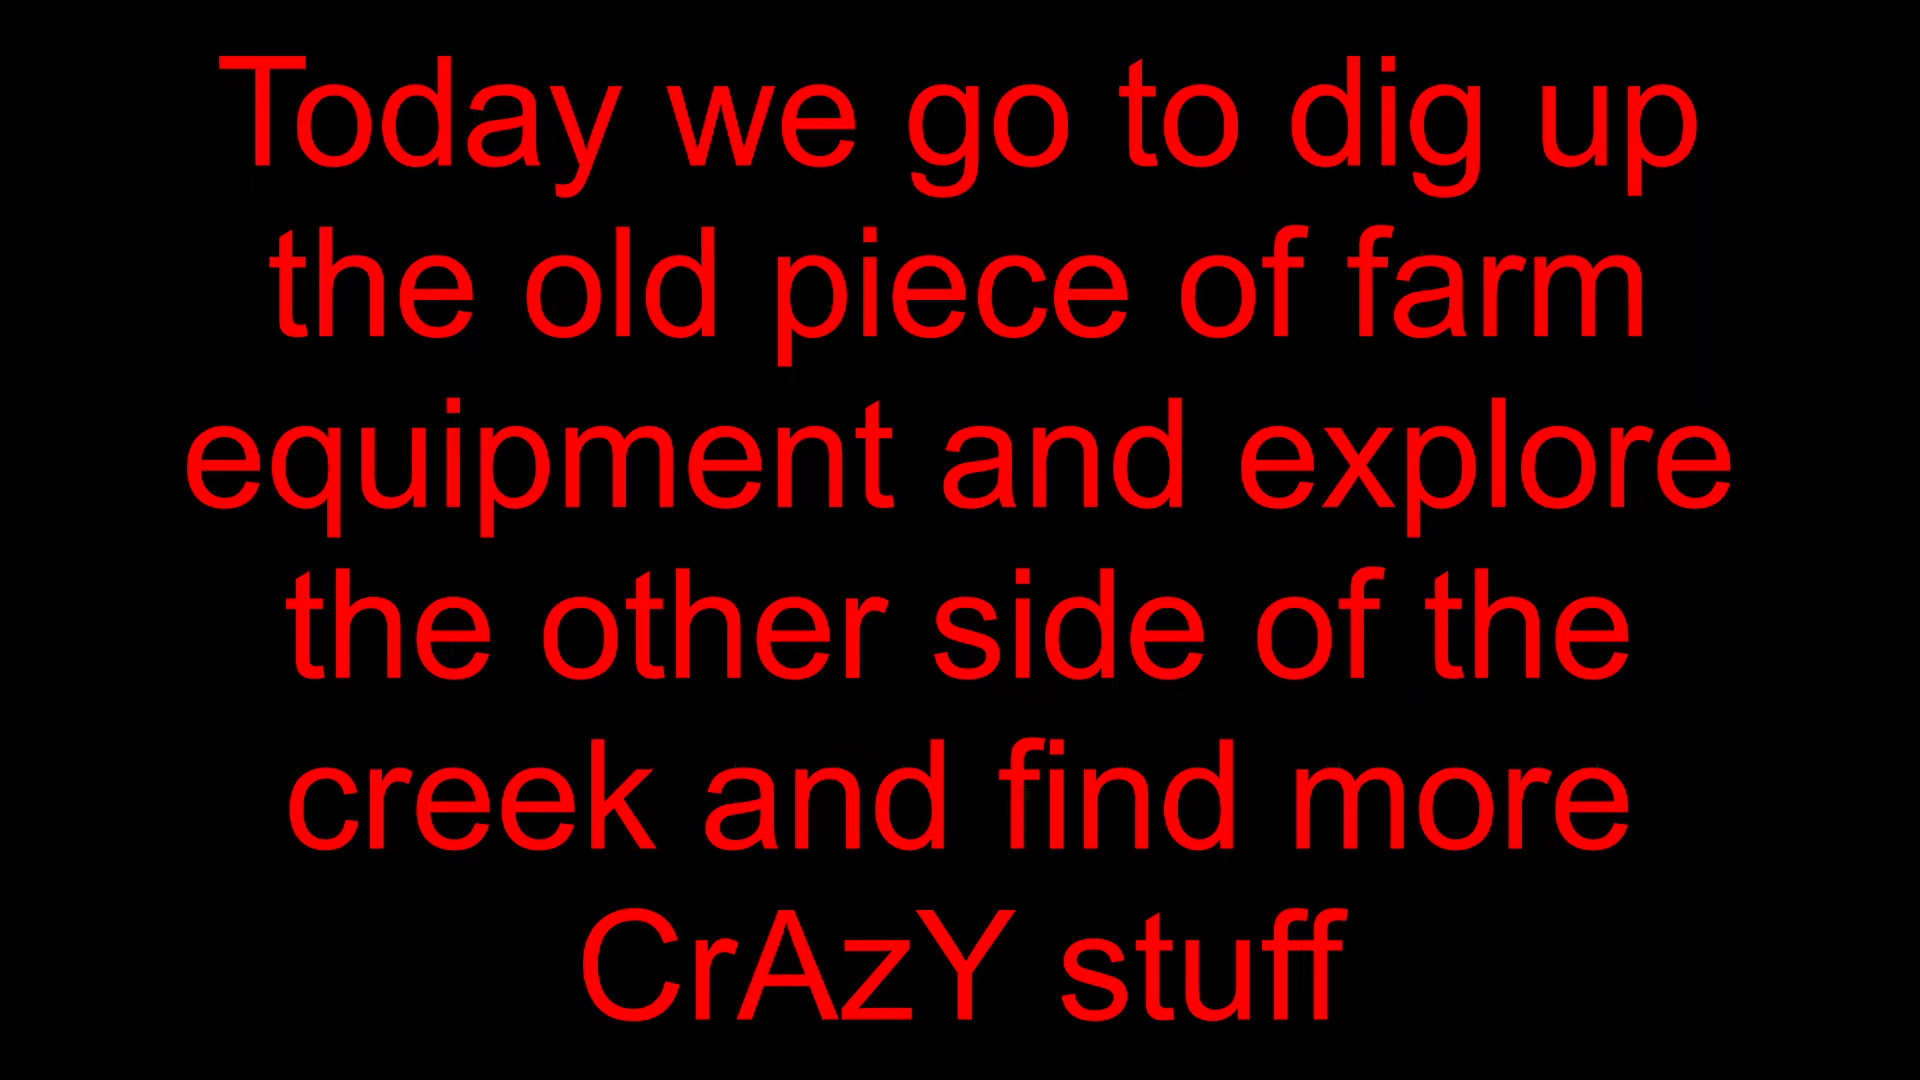 Today we go to dig up
the old piece of farm
equipment and explore
the other side of the
creek and find more
CrAzY stuff